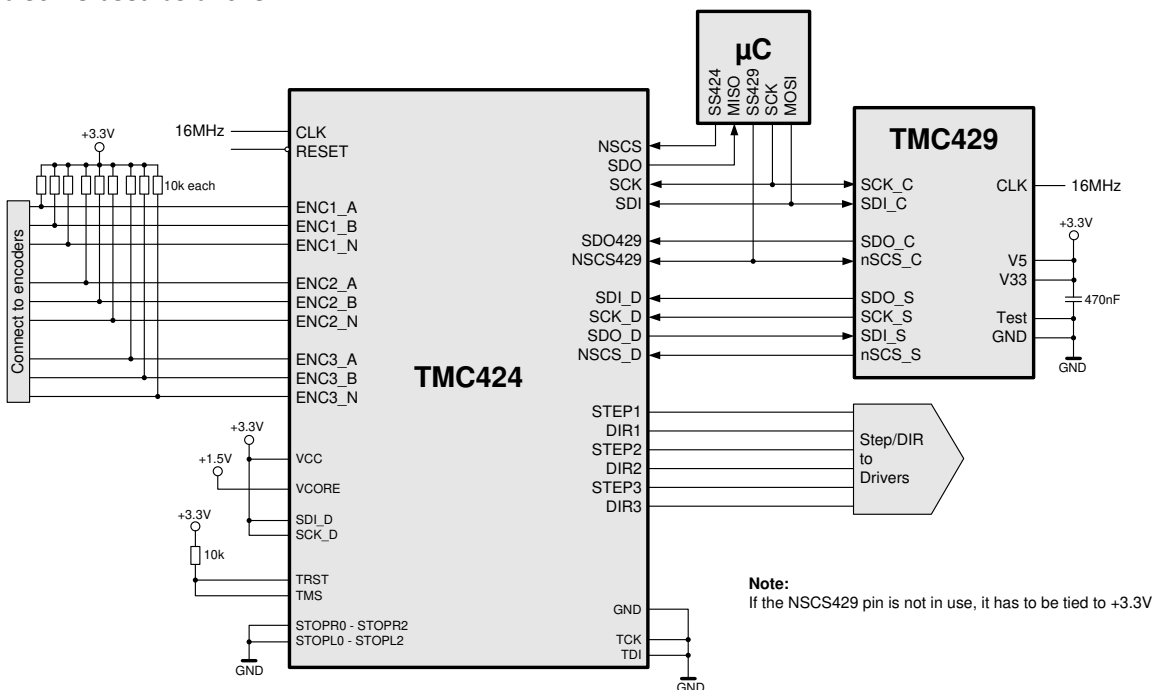 µC
SS424
MISO
SS429
SCK
MOSI
16MHz
CLK
RESET
+3.3V
10k each
Connect to encoders
ENC1_A
ENC1_B
ENC1_N
ENC2_A
ENC2_B
ENC2_N
ENC3_A
ENC3_B
ENC3_N
TMC424
+3.3V
+1.5V
VCC
VCORE
SDI_D
SCK_D
+3.3V
10k
TRST
TMS
STOPR0 - STOPR2
STOPL0 - STOPL2
GND
NSCS
SDO
SCK
SDI
SDO429
NSCS429
SDI_D
SCK_D
SDO_D
NSCS_D
STEP1
DIR1
STEP2
DIR2
STEP3
DIR3
GND
TCK
TDI
GND
TMC429
SCK_C
SDI_C
SDO_C
nSCS_C
SDO_S
SCK_S
SDI_S
nSCS_S
CLK
16MHz
+3.3V
V5
V33
470nF
Test
GND
GND
Step/DIR
to
Drivers
Note:
If the NSCS429 pin is not in use, it has to be tied to +3.3V